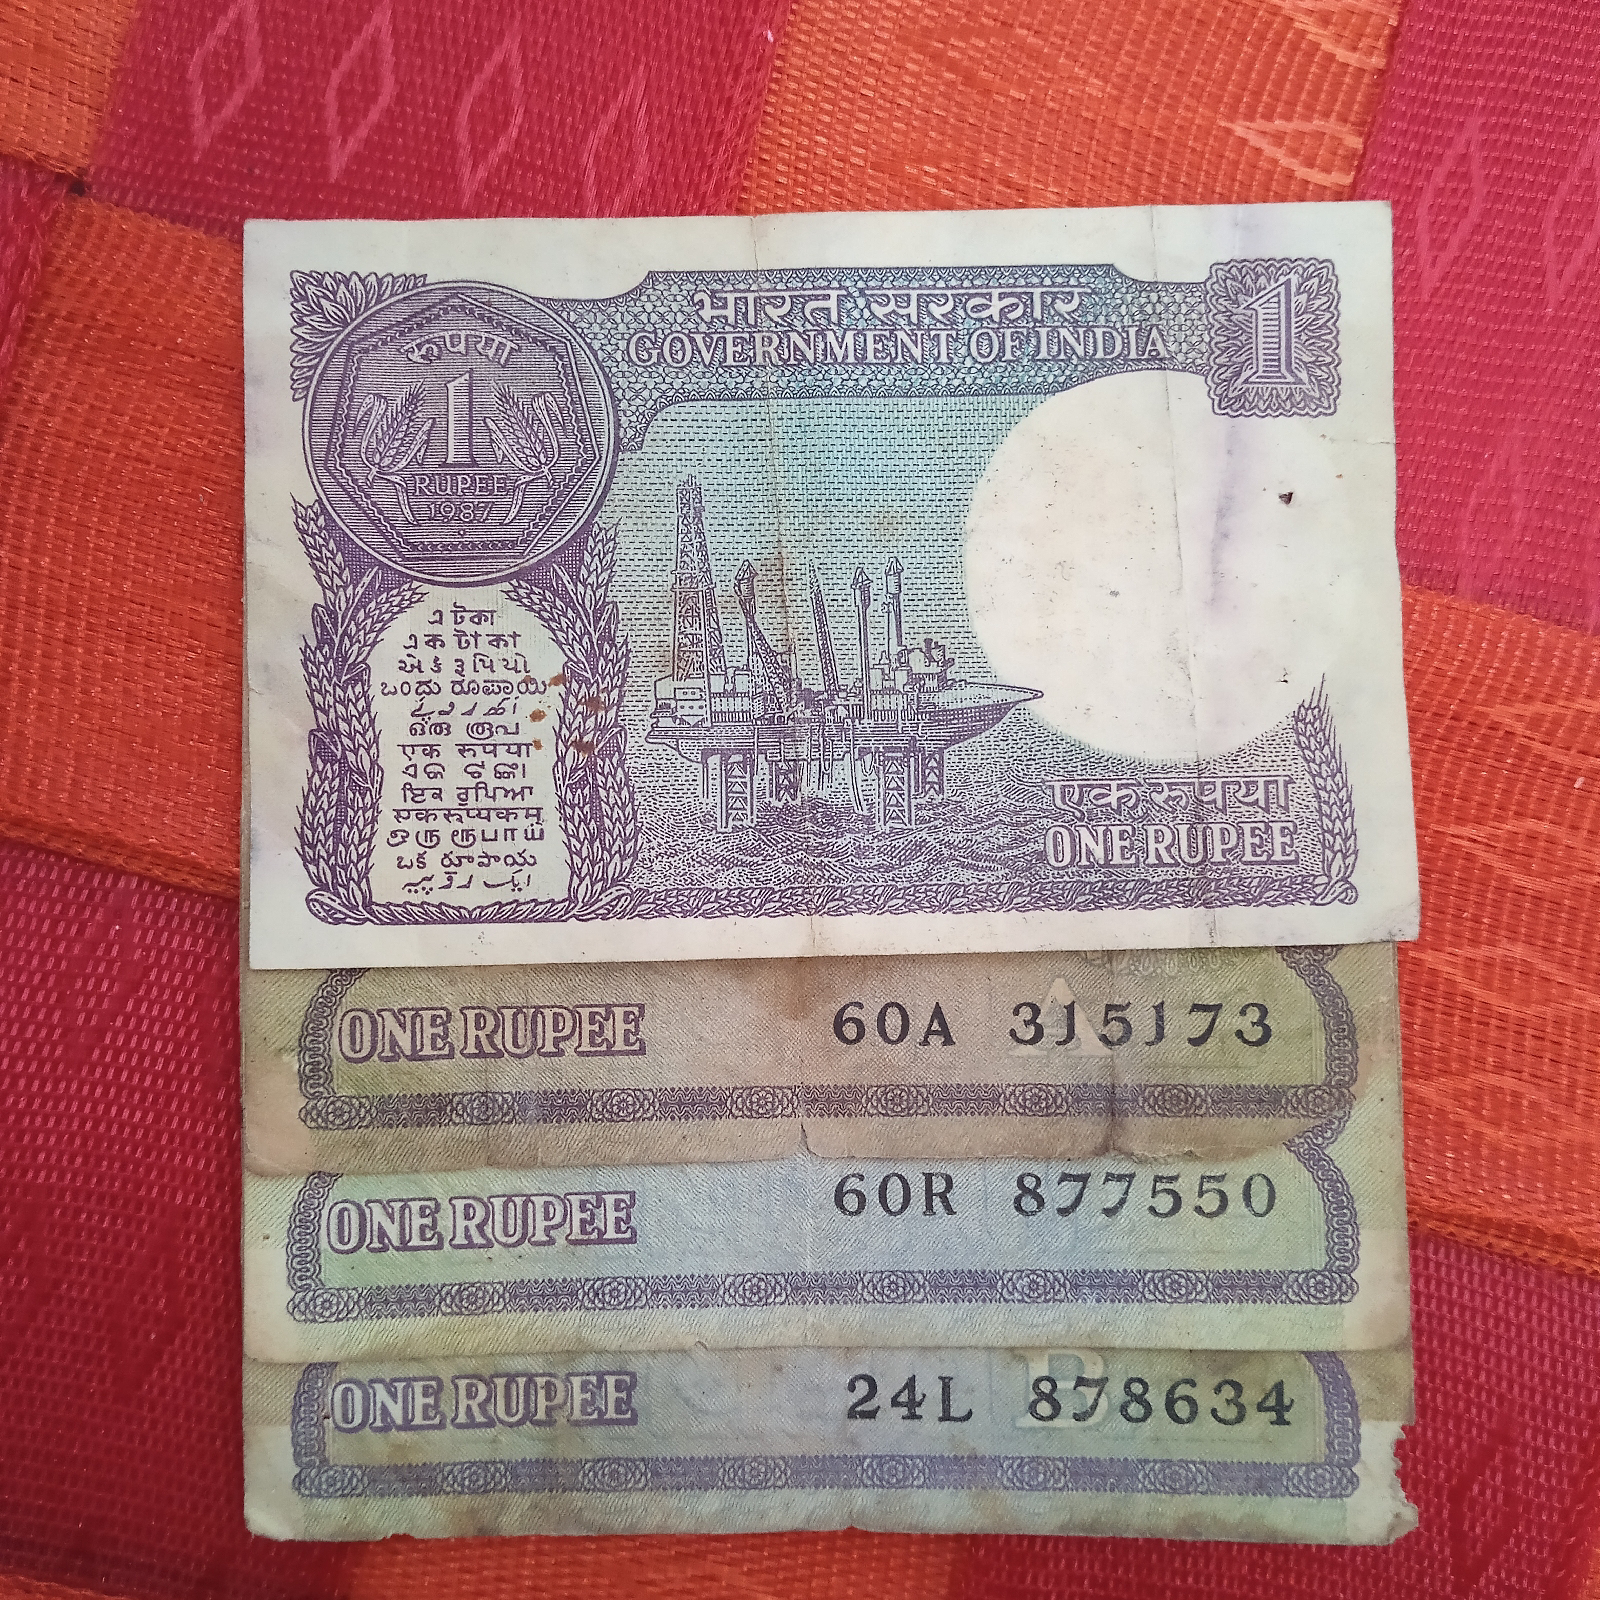 भारत सरकार
GOVERNMENT OF INDIA
1
रूपया
1
RUPEE
1987
এ টকা
এক টাকা
એક રૂપિયો
ಒಂದು ರೂಪಾಯಿ
ഒരു രൂപ
एक रुपया
ଏକ ଟଙ୍କା
ਇਕ ਰੁਪਿਆ
एकरूप्यकम्
ஒரு ரூபாய்
ఒక రూపాయ
ایک روپیہ
एक रुपया
ONE RUPEE
ONE RUPEE 60A 315173
A
ONE RUPEE 60R 877550
ONE RUPEE 24L 878634
B